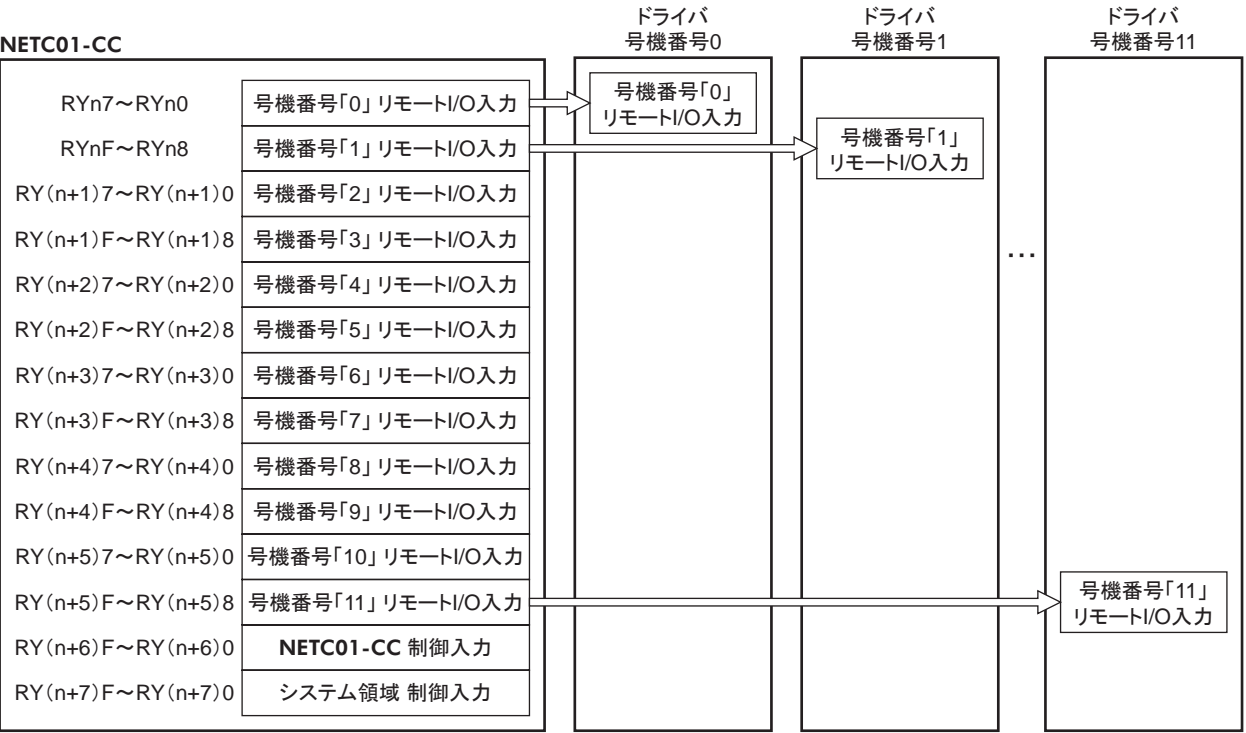 ドライバ
号機番号0
ドライバ
号機番号1
ドライバ
号機番号11
NETC01-CC
RYn7～RYn0 号機番号「0」 リモートI/O入力
号機番号「0」
リモートI/O入力
RYnF～RYn8 号機番号「1」 リモートI/O入力
号機番号「1」
リモートI/O入力
RY(n+1)7～RY(n+1)0 号機番号「2」 リモートI/O入力
RY(n+1)F～RY(n+1)8 号機番号「3」 リモートI/O入力
…
RY(n+2)7～RY(n+2)0 号機番号「4」 リモートI/O入力
RY(n+2)F～RY(n+2)8 号機番号「5」 リモートI/O入力
RY(n+3)7～RY(n+3)0 号機番号「6」 リモートI/O入力
RY(n+3)F～RY(n+3)8 号機番号「7」 リモートI/O入力
RY(n+4)7～RY(n+4)0 号機番号「8」 リモートI/O入力
RY(n+4)F～RY(n+4)8 号機番号「9」 リモートI/O入力
RY(n+5)7～RY(n+5)0 号機番号「10」 リモートI/O入力
RY(n+5)F～RY(n+5)8 号機番号「11」 リモートI/O入力
号機番号「11」
リモートI/O入力
RY(n+6)F～RY(n+6)0 NETC01-CC 制御入力
RY(n+7)F～RY(n+7)0 システム領域 制御入力